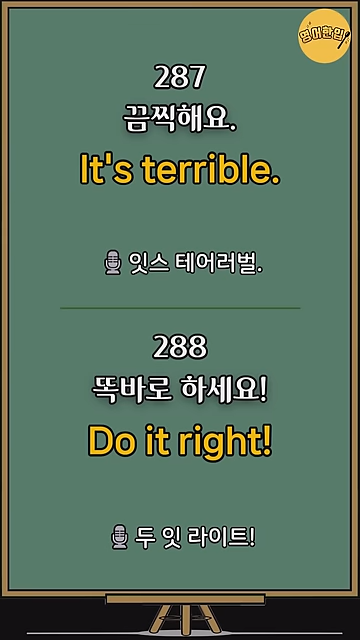 영어한입
287
끔찍해요.
It's terrible.
잇스 테어러벌.
288
똑바로 하세요!
Do it right!
두 잇 라이트!